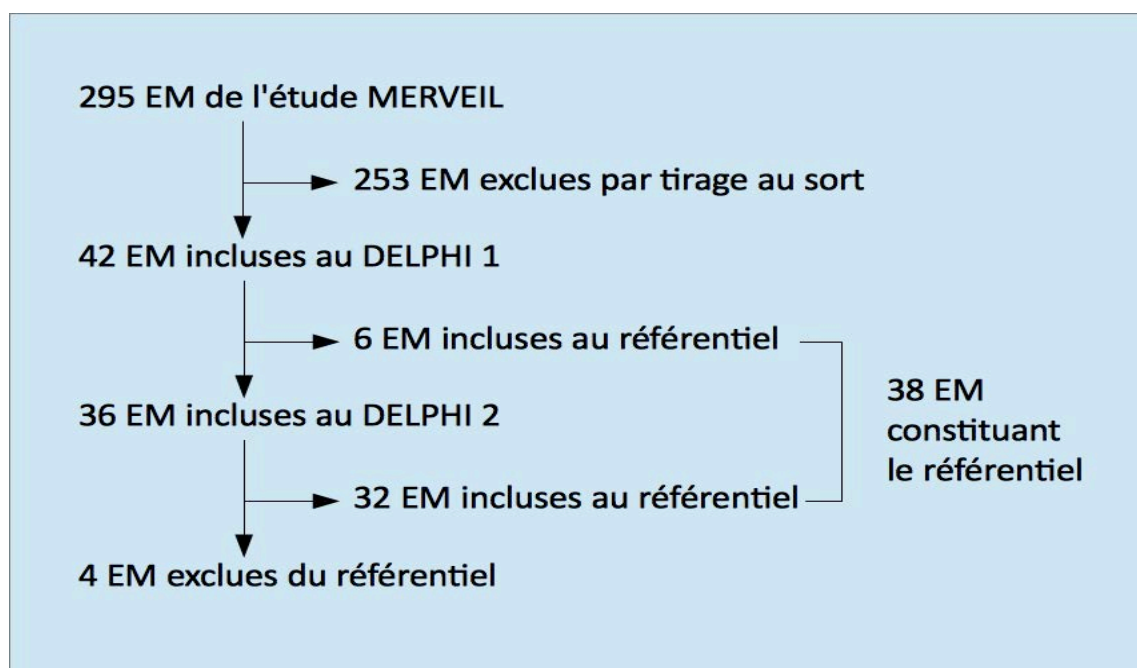 295 EM de l'étude MERVEIL
253 EM exclues par tirage au sort
42 EM incluses au DELPHI 1
6 EM incluses au référentiel
36 EM incluses au DELPHI 2
32 EM incluses au référentiel
38 EM
constituant
le référentiel
4 EM exclues du référentiel